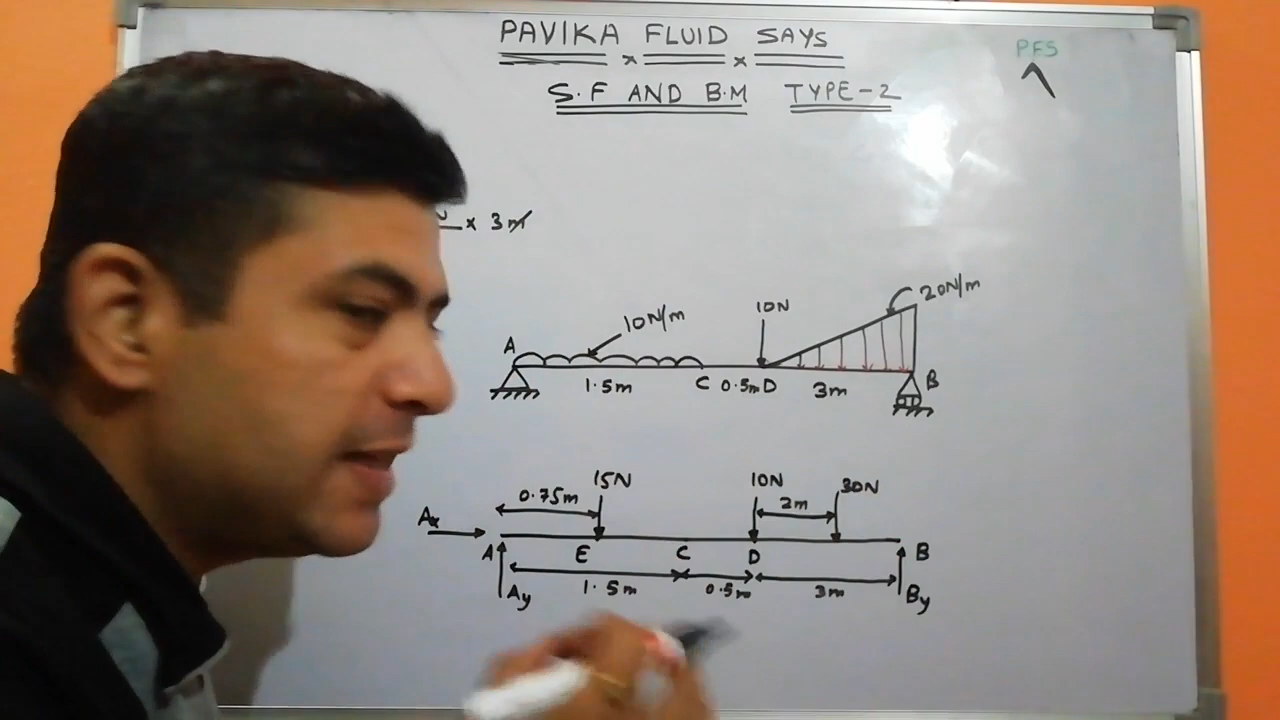 PAVIKA FLUID SAYS
PFS
S.F AND B.M TYPE-2
x 3m
10N/m
10N
20N/m
A
1.5m C 0.5m D 3m B
0.75m 15N 10N 2m 30N
Ax
A E C D B
Ay 1.5m 0.5m 3m By